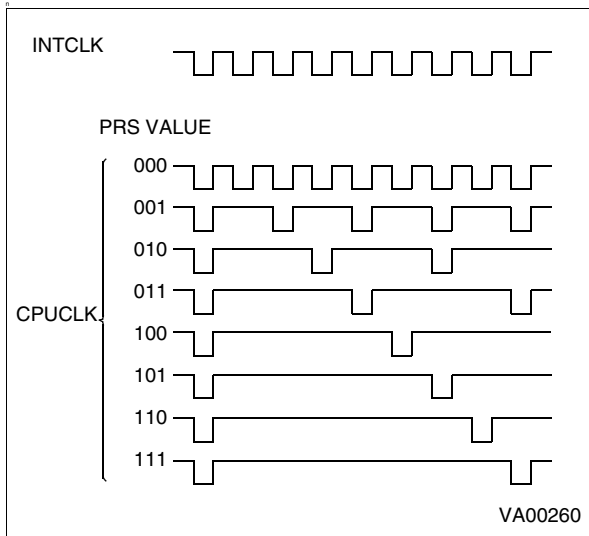 n
INTCLK
PRS VALUE
000
001
010
011
CPUCLK
100
101
110
111
VA00260